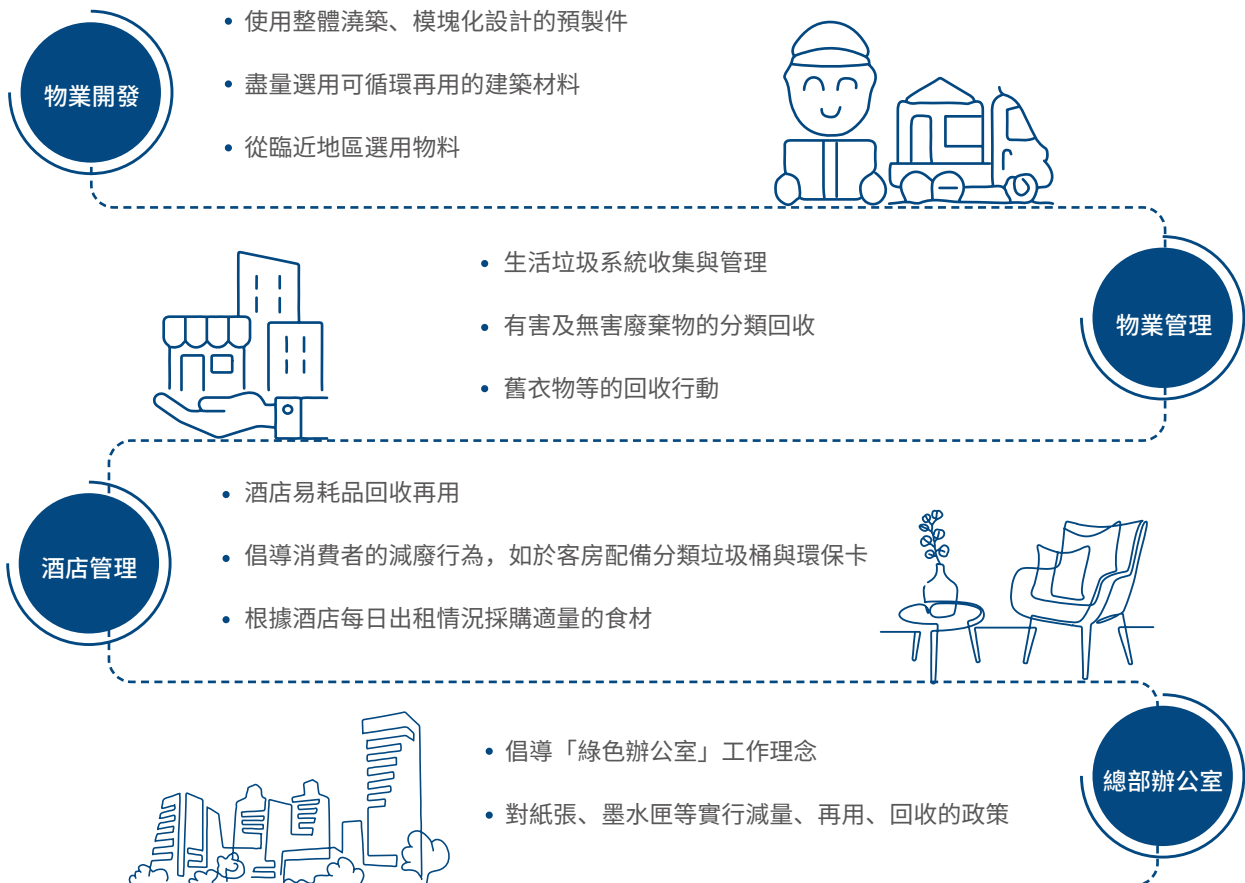 物業開發
使用整體澆築、模塊化設計的預製件
盡量選用可循環再用的建築材料
從臨近地區選用物料
物業管理
生活垃圾系統收集與管理
有害及無害廢棄物的分類回收
舊衣物等的回收行動
酒店管理
酒店易耗品回收再用
倡導消費者的減廢行為，如於客房配備分類垃圾桶與環保卡
根據酒店每日出租情況採購適量的食材
總部辦公室
倡導「綠色辦公室」工作理念
對紙張、墨水匣等實行減量、再用、回收的政策